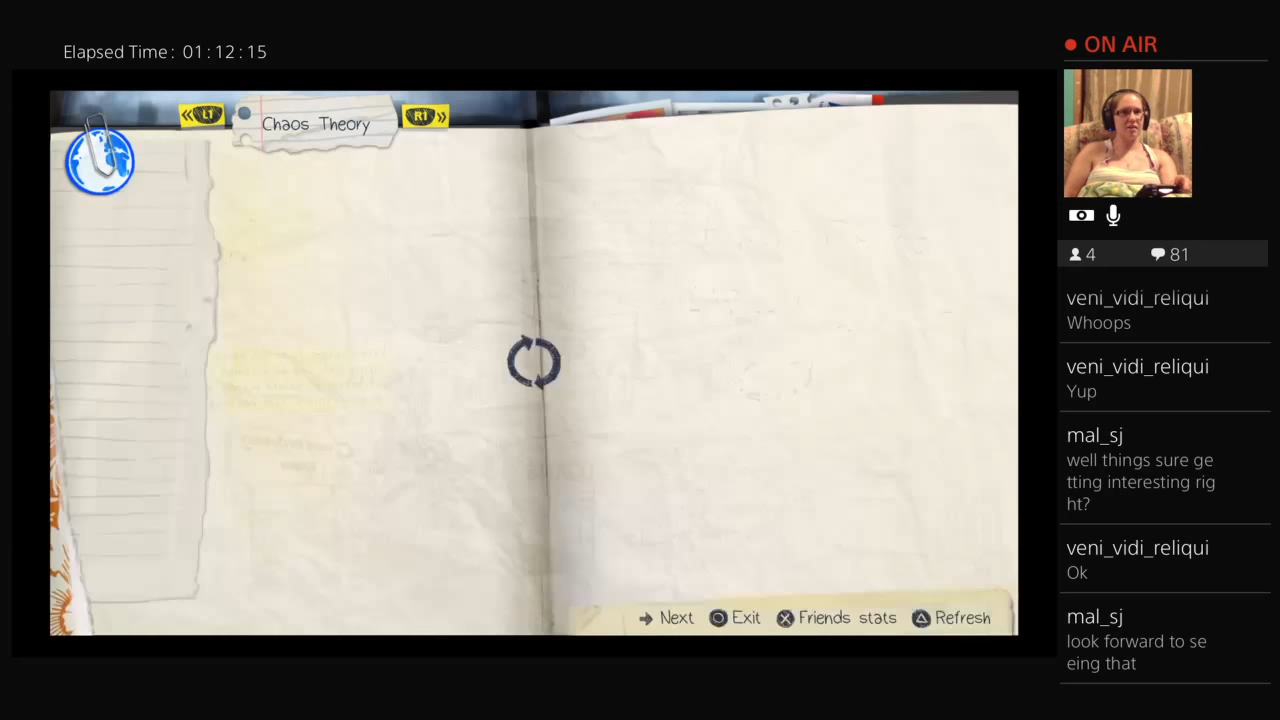 Elapsed Time: 01:12:15
ON AIR
LT
Chaos Theory
R1
4
81
veni_vidi_reliqui
Whoops
veni_vidi_reliqui
Yup
mal_sj
well things sure ge
tting interesting rig
ht?
veni_vidi_reliqui
Ok
mal_sj
look forward to se
eing that
Next Exit Friends stats Refresh